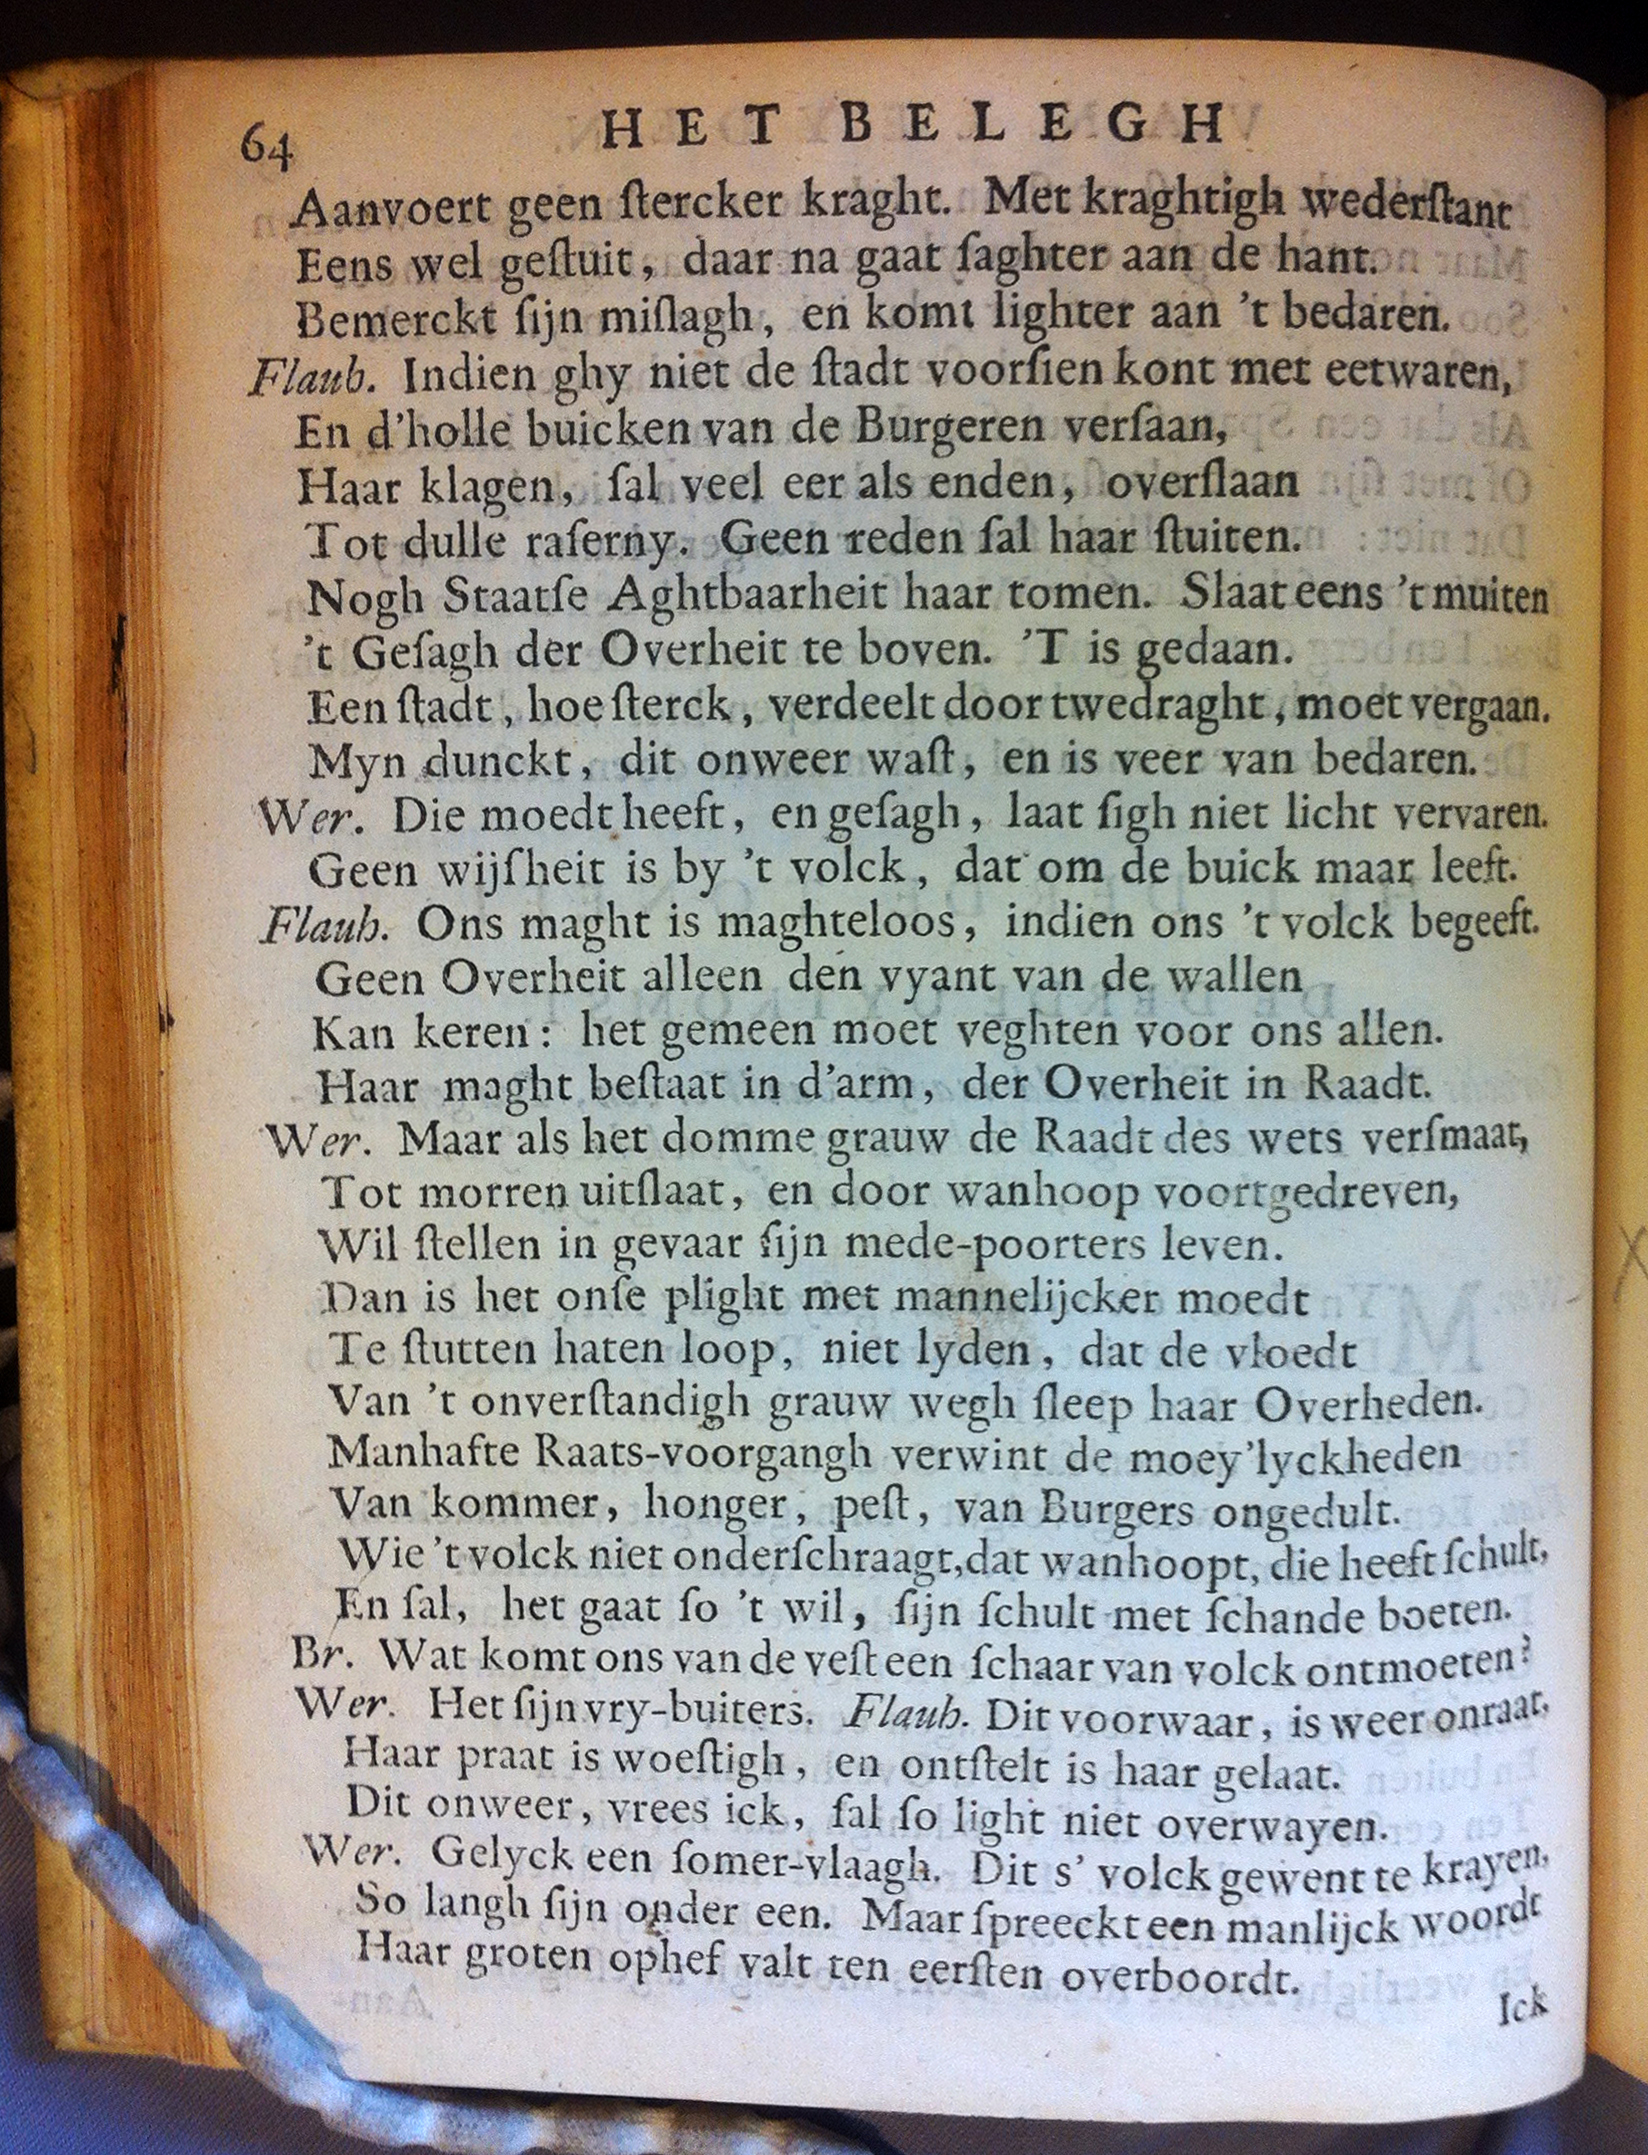 64 HET BELEGH
Aanvoert geen ſtercker kraght. Met kraghtigh wederſtant
Eens wel geſtuit, daar na gaat ſaghter aan de hant.
Bemerckt ſijn miſlagh, en komt lighter aan 't bedaren.
Flaub. Indien ghy niet de ſtadt voorſien kont met eetwaren,
En d'holle buicken van de Burgeren verſaan,
Haar klagen, ſal veel eer als enden, overſlaan
Tot dulle raſerny. Geen reden ſal haar ſtuiten.
Nogh Staatſe Aghtbaarheit haar tomen. Slaat eens 't muiten
't Geſagh der Overheit te boven. 'T is gedaan.
Een ſtadt, hoe ſterck, verdeelt door twedraght, moet vergaan.
Myn dunckt, dit onweer waſt, en is veer van bedaren.
Wer. Die moedt heeft, en geſagh, laat ſigh niet licht vervaren.
Geen wijſheit is by 't volck, dat om de buick maar leeft.
Flaub. Ons maght is maghteloos, indien ons 't volck begeeft.
Geen Overheit alleen den vyant van de wallen
Kan keren: het gemeen moet veghten voor ons allen.
Haar maght beſtaat in d'arm, der Overheit in Raadt.
Wer. Maar als het domme grauw de Raadt des wets verſmaat,
Tot morren uitſlaat, en door wanhoop voortgedreven,
Wil ſtellen in gevaar ſijn mede-poorters leven.
Dan is het onſe plight met mannelijcker moedt
Te ſtutten haten loop, niet lyden, dat de vloedt
Van 't onverſtandigh grauw wegh ſleep haar Overheden.
Manhafte Raats-voorgangh verwint de moey'lyckheden
Van kommer, honger, peſt, van Burgers ongedult.
Wie 't volck niet onderſchraagt, dat wanhoopt, die heeft ſchult,
En ſal, het gaat ſo 't wil, ſijn ſchult met ſchande boeten.
Br. Wat komt ons van de veſt een ſchaar van volck ontmoeten?
Wer. Het ſijn vry-buiters. Flaub. Dit voorwaar, is weer onraat,
Haar praat is woeſtigh, en ontſtelt is haar gelaat.
Dit onweer, vrees ick, ſal ſo light niet overwayen.
Wer. Gelyck een ſomer-vlaagh. Dit s' volck gewent te krayen,
So langh ſijn onder een. Maar ſpreeckt een manlijck woordt
Haar groten ophef valt ten eerſten overboordt.
Ick